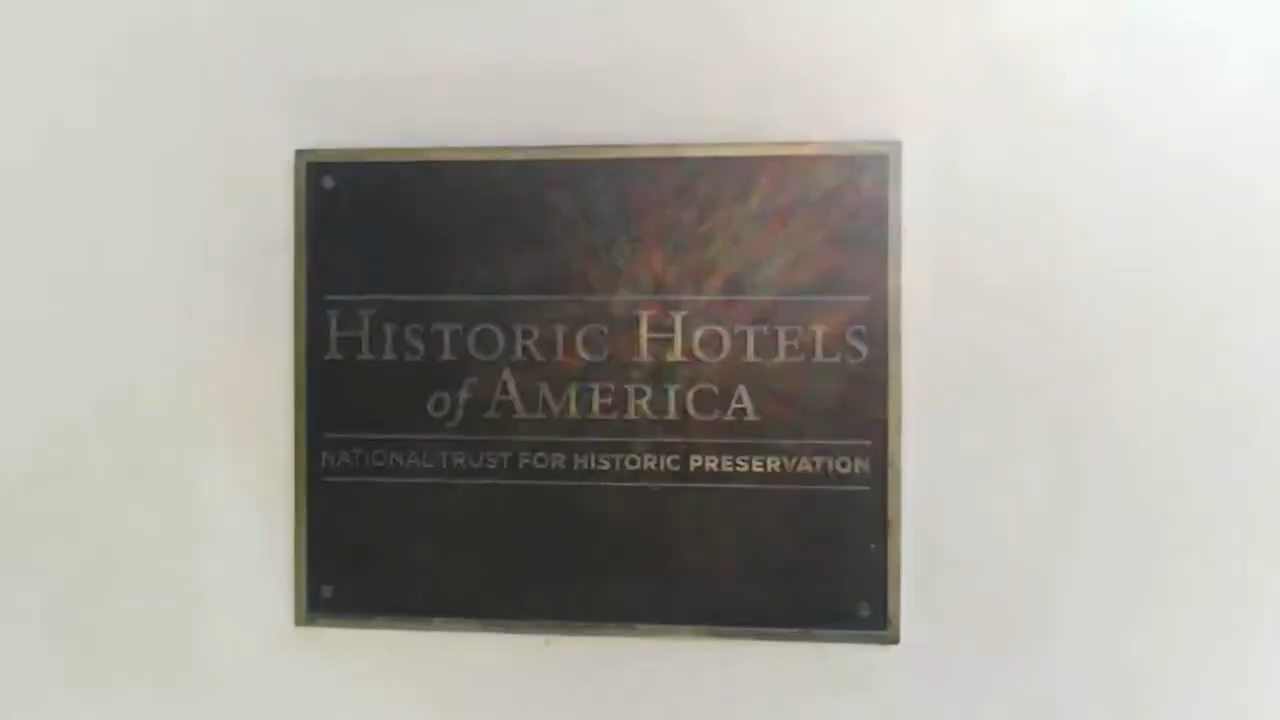 HISTORIC HOTELS
of AMERICA
NATIONAL TRUST FOR HISTORIC PRESERVATION